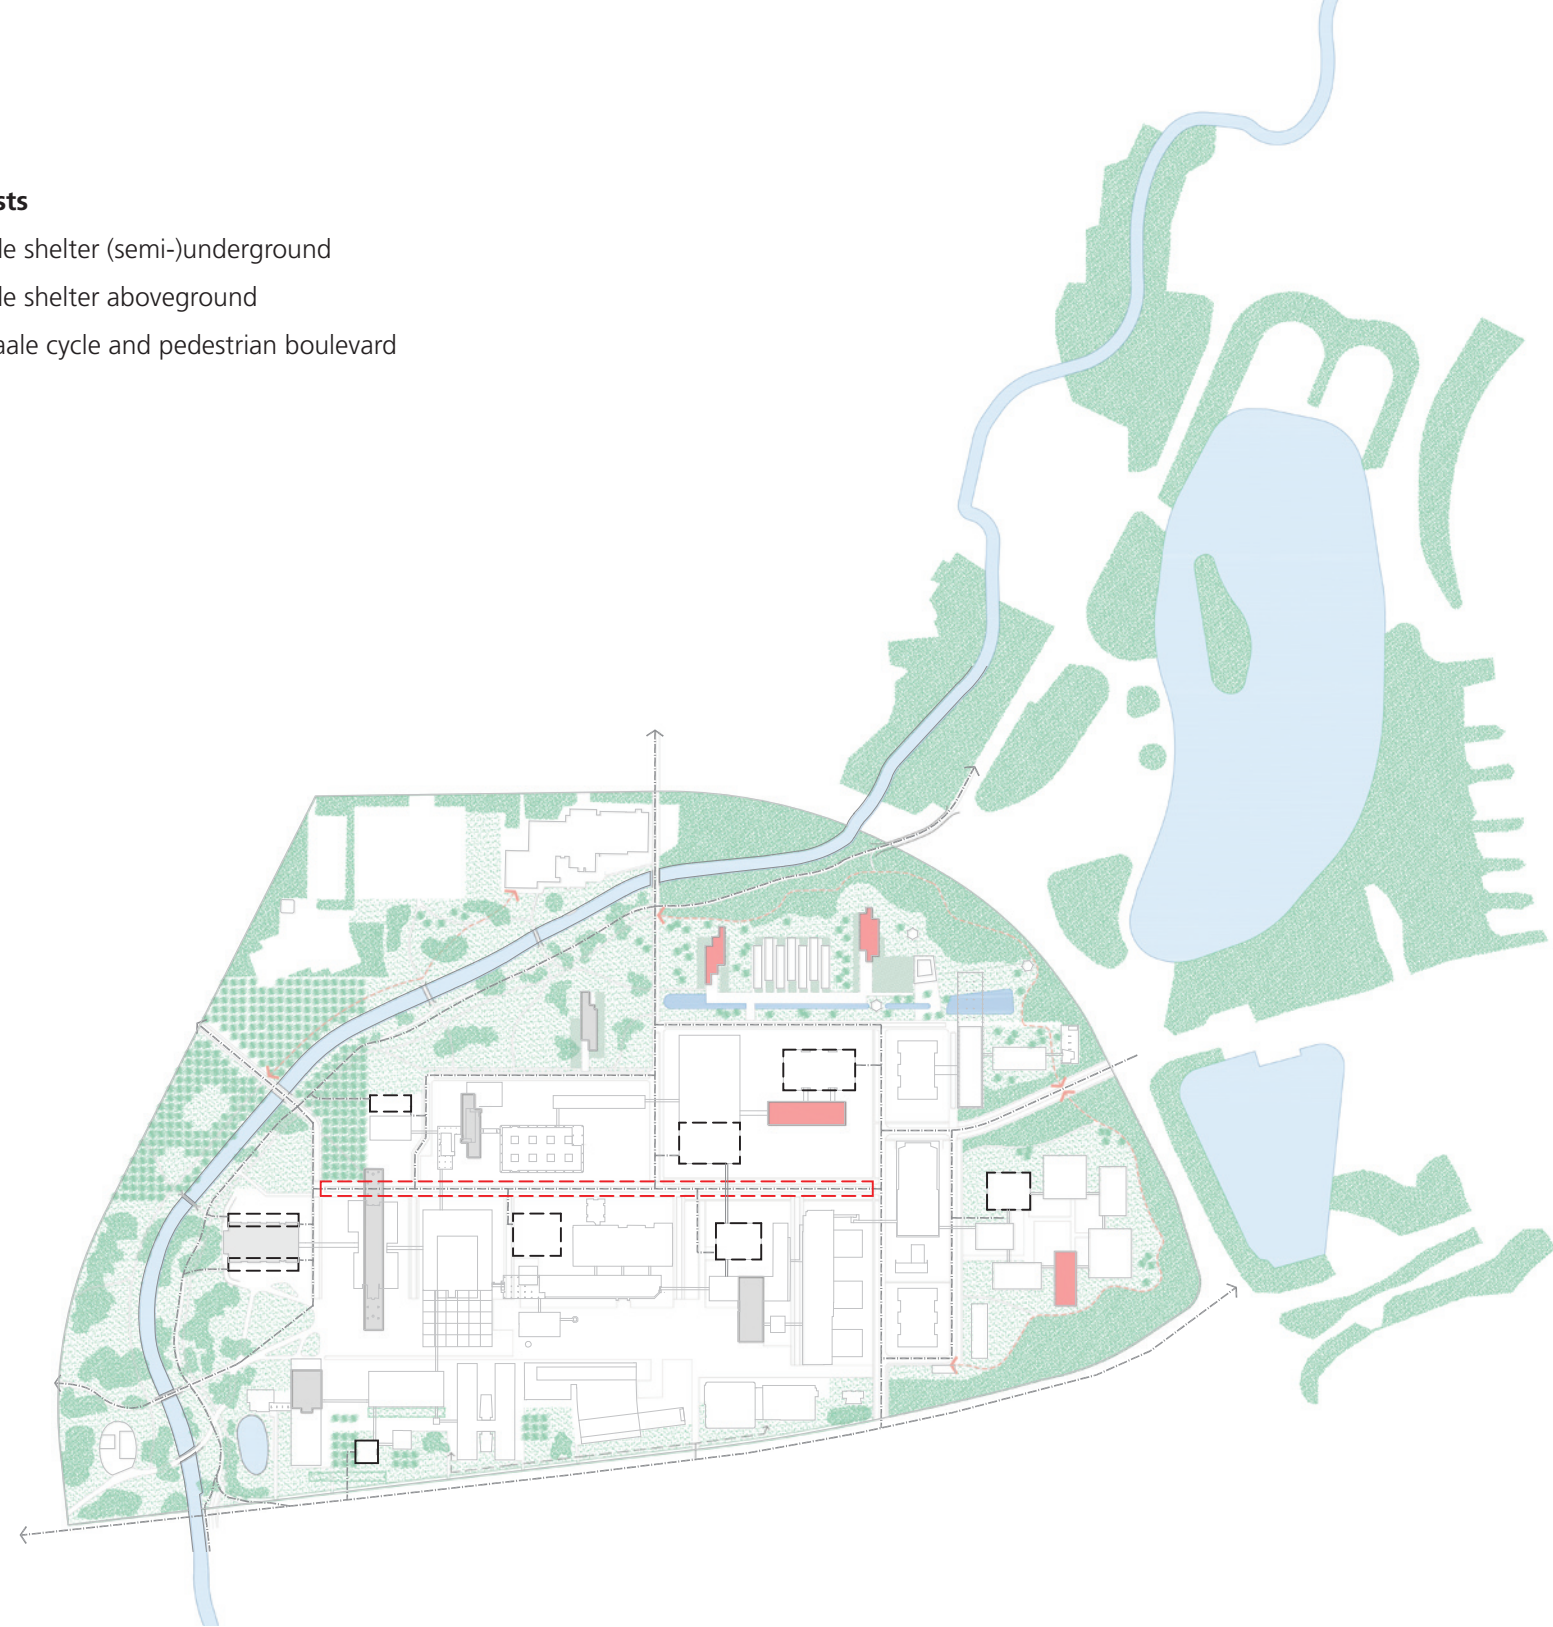 sts
le shelter (semi-)underground
le shelter aboveground
aale cycle and pedestrian boulevard